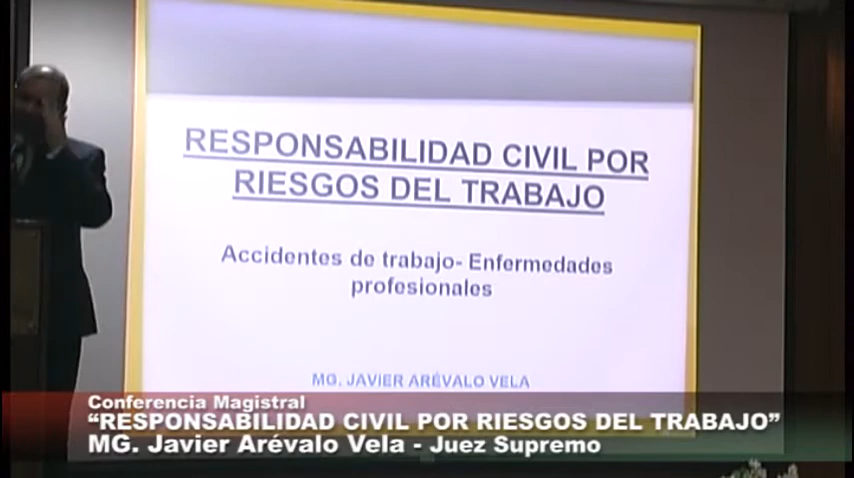 RESPONSABILIDAD CIVIL POR
RIESGOS DEL TRABAJO
Accidentes de trabajo- Enfermedades
profesionales
MG. JAVIER ARÉVALO VELA
Conferencia Magistral
“RESPONSABILIDAD CIVIL POR RIESGOS DEL TRABAJO”
MG. Javier Arévalo Vela - Juez Supremo